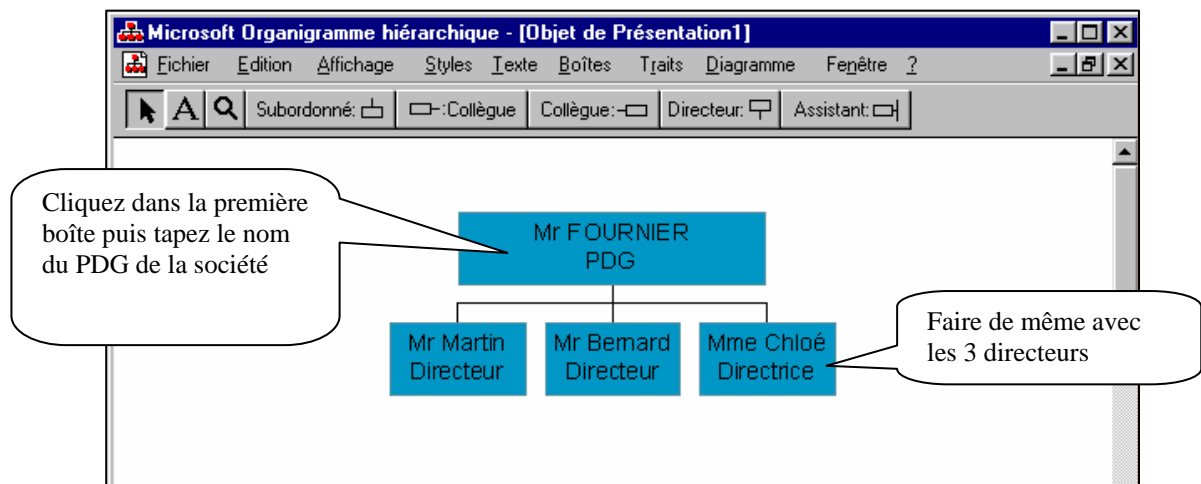 Microsoft Organigramme hiérarchique - [Objet de Présentation1]
Fichier Edition Affichage Styles Texte Boîtes Traits Diagramme Fenêtre ?
A Subordonné: :Collègue Collègue: Directeur: Assistant:
Cliquez dans la première
boîte puis tapez le nom
du PDG de la société
Mr FOURNIER
PDG
Mr Martin
Directeur
Mr Bernard
Directeur
Mme Chloé
Directrice
Faire de même avec
les 3 directeurs